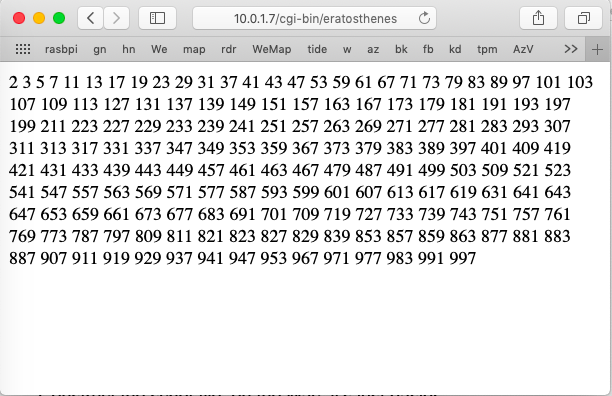 10.0.1.7/cgi-bin/eratosthenes
rasbpi gn hn We map rdr WeMap tide w az bk fb kd tpm AzV >> +
2 3 5 7 11 13 17 19 23 29 31 37 41 43 47 53 59 61 67 71 73 79 83 89 97 101 103
107 109 113 127 131 137 139 149 151 157 163 167 173 179 181 191 193 197
199 211 223 227 229 233 239 241 251 257 263 269 271 277 281 283 293 307
311 313 317 331 337 347 349 353 359 367 373 379 383 389 397 401 409 419
421 431 433 439 443 449 457 461 463 467 479 487 491 499 503 509 521 523
541 547 557 563 569 571 577 587 593 599 601 607 613 617 619 631 641 643
647 653 659 661 673 677 683 691 701 709 719 727 733 739 743 751 757 761
769 773 787 797 809 811 821 823 827 829 839 853 857 859 863 877 881 883
887 907 911 919 929 937 941 947 953 967 971 977 983 991 997